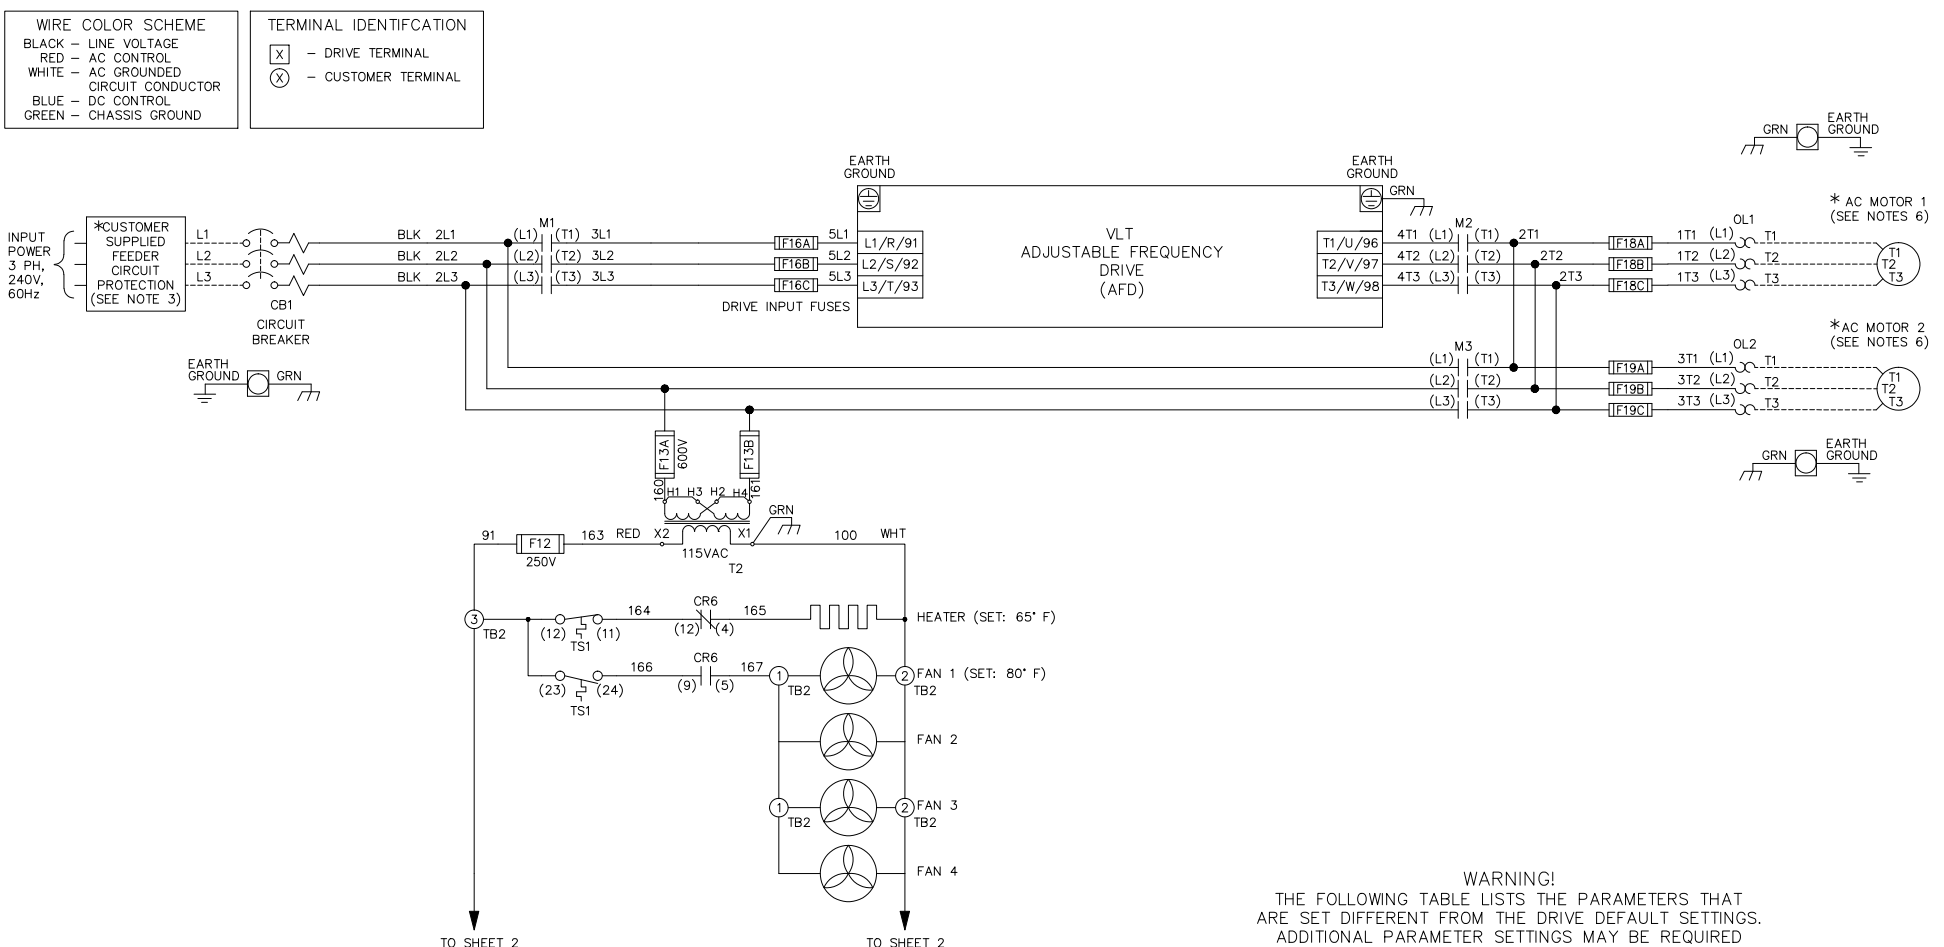 WIRE COLOR SCHEME
BLACK – LINE VOLTAGE
RED – AC CONTROL
WHITE – AC GROUNDED
CIRCUIT CONDUCTOR
BLUE – DC CONTROL
GREEN – CHASSIS GROUND
TERMINAL IDENTIFCATION
X – DRIVE TERMINAL
X – CUSTOMER TERMINAL
INPUT
POWER
3 PH,
240V,
60Hz
*CUSTOMER
SUPPLIED
FEEDER
CIRCUIT
PROTECTION
(SEE NOTE 3)
L1
L2
L3
CB1
CIRCUIT
BREAKER
EARTH
GROUND
GRN
BLK 2L1
BLK 2L2
BLK 2L3
M1
(L1) (T1) 3L1
(L2) (T2) 3L2
(L3) (T3) 3L3
F16A 5L1
F16B 5L2
F16C 5L3
DRIVE INPUT FUSES
EARTH
GROUND
L1/R/91
L2/S/92
L3/T/93
VLT
ADJUSTABLE FREQUENCY
DRIVE
(AFD)
EARTH
GROUND
GRN
T1/U/96
T2/V/97
T3/W/98
M2
4T1 (L1) (T1) 2T1
4T2 (L2) (T2) 2T2
4T3 (L3) (T3) 2T3
F18A
F18B
F18C
OL1
1T1 (L1) T1
1T2 (L2) T2
1T3 (L3) T3
GRN
EARTH
GROUND
* AC MOTOR 1
(SEE NOTES 6)
T1
T2
T3
M3
(L1) (T1)
(L2) (T2)
(L3) (T3)
F19A
F19B
F19C
OL2
3T1 (L1) T1
3T2 (L2) T2
3T3 (L3) T3
*AC MOTOR 2
(SEE NOTES 6)
T1
T2
T3
GRN
EARTH
GROUND
F13A
600V
F13B
160
161
H1 H3 H2 H4
GRN
91
F12
250V
163 RED X2
X1
100 WHT
115VAC
T2
3
TB2
(12) (11)
TS1
164
CR6
(12) (4)
165
HEATER (SET: 65° F)
(23) (24)
TS1
166
CR6
(9) (5)
167
1
TB2
2
TB2
FAN 1 (SET: 80° F)
FAN 2
1
TB2
2
TB2
FAN 3
FAN 4
TO SHEET 2
TO SHEET 2
WARNING!
THE FOLLOWING TABLE LISTS THE PARAMETERS THAT
ARE SET DIFFERENT FROM THE DRIVE DEFAULT SETTINGS.
ADDITIONAL PARAMETER SETTINGS MAY BE REQUIRED